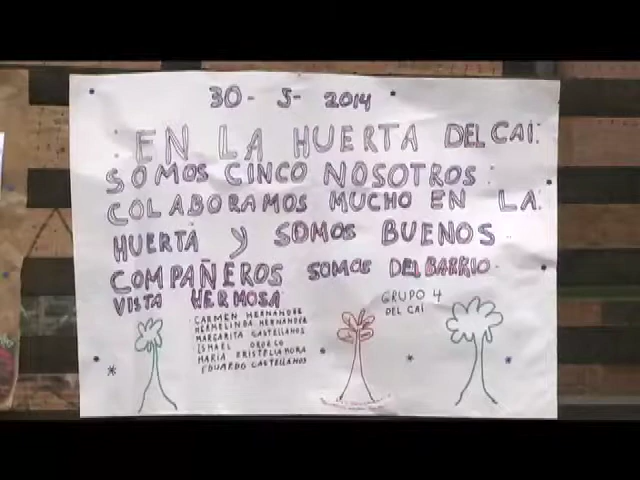 30- 5- 2014
EN LA HUERTA DEL CAI.
SOMOS CINCO NOSOTROS
COLABORAMOS MUCHO EN LA
HUERTA Y SOMOS BUENOS
COMPAÑEROS SOMOS DEL BARRIO
VISTA HERMOSA
CARMEN HERNANDEZ
HERMELINDA HERNANDEZ
MARGARITA CASTELLANOS
ISMAEL OROZCO
MARIA
EDUARDO CASTELLANOS
GRUPO 4
DEL CAI